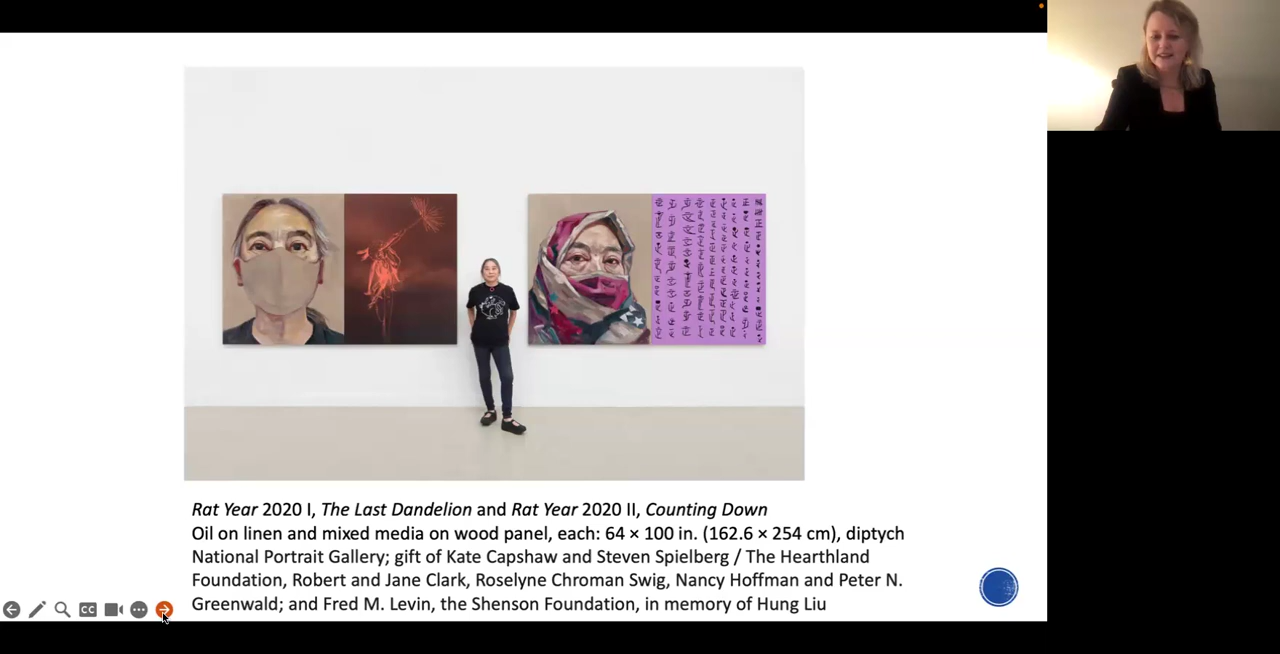 Rat Year 2020 I, The Last Dandelion and Rat Year 2020 II, Counting Down
Oil on linen and mixed media on wood panel, each: 64 × 100 in. (162.6 × 254 cm), diptych
National Portrait Gallery; gift of Kate Capshaw and Steven Spielberg / The Hearthland
Foundation, Robert and Jane Clark, Roselyne Chroman Swig, Nancy Hoffman and Peter N.
Greenwald; and Fred M. Levin, the Shenson Foundation, in memory of Hung Liu
CC